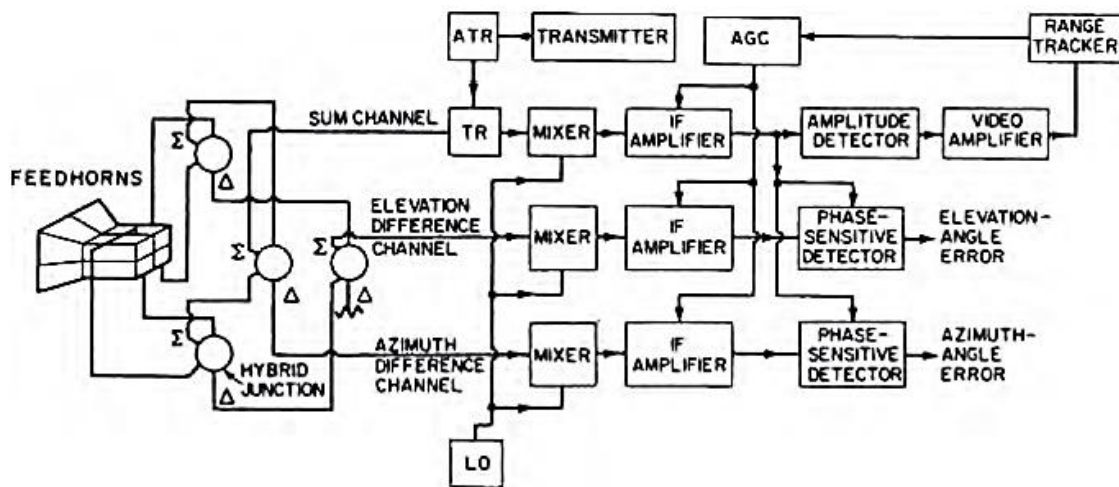 ATR
TRANSMITTER
AGC
RANGE
TRACKER
SUM CHANNEL
TR
MIXER
IF
AMPLIFIER
AMPLITUDE
DETECTOR
VIDEO
AMPLIFIER
Σ
Δ
FEEDHORNS
ELEVATION
DIFFERENCE
CHANNEL
MIXER
IF
AMPLIFIER
PHASE-
SENSITIVE
DETECTOR
ELEVATION-
ANGLE
ERROR
Σ
Δ
Σ
Δ
Σ
HYBRID
JUNCTION
Δ
AZIMUTH
DIFFERENCE
CHANNEL
MIXER
IF
AMPLIFIER
PHASE-
SENSITIVE
DETECTOR
AZIMUTH-
ANGLE
ERROR
LO